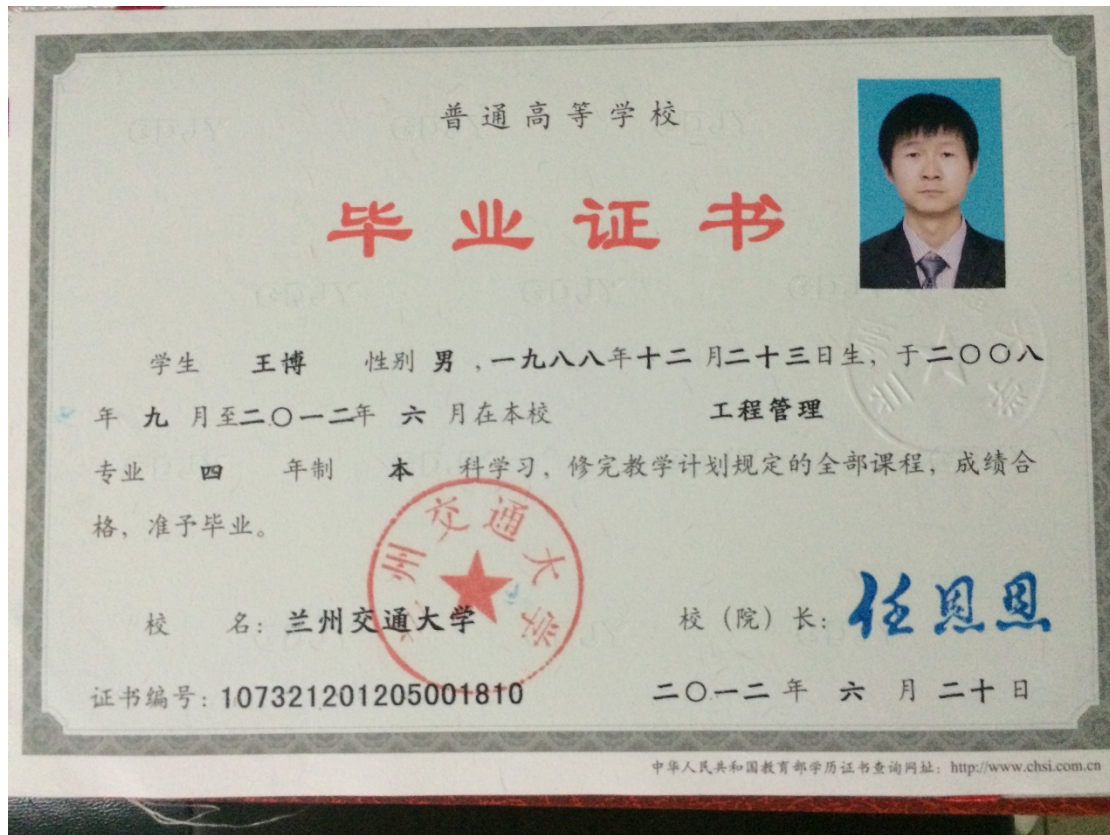 普通高等学校
毕业证书
学生 王博 性别 男 ,一九八八年十二月二十三日生，于二〇〇八
年 九 月至二〇一二年 六 月在本校 工程管理
专业 四 年制 本 科学习，修完教学计划规定的全部课程，成绩合
格，准予毕业。
州交通大学
校 名：兰州交通大学 校（院）长：任恩恩
证书编号：107321201205001810 二〇一二年 六 月二十日
中华人民共和国教育部学历证书查询网址：http://www.chsi.com.cn